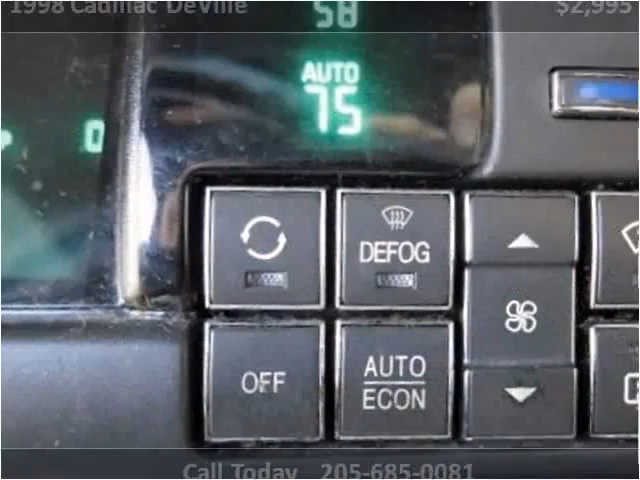 1998 Cadillac DeVille $2,995
58
AUTO
75
0
DEFOG
OFF
AUTO
ECON
Call Today 205-685-0081